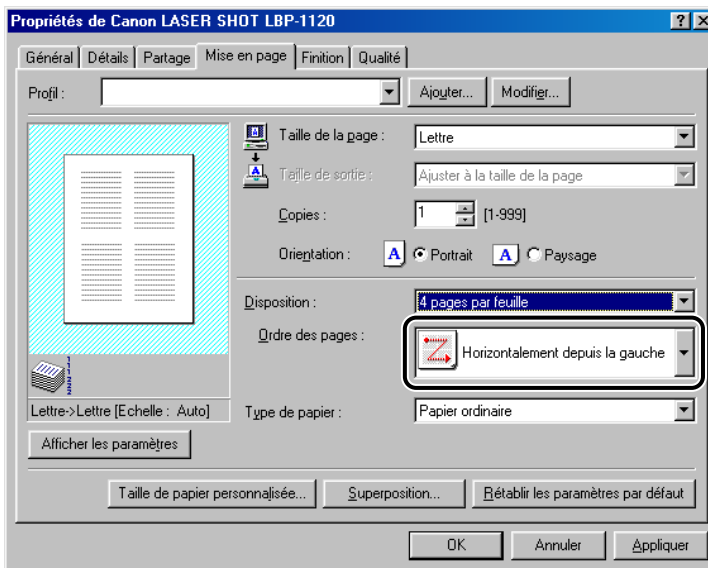 Propriétés de Canon LASER SHOT LBP-1120
Général Détails Partage Mise en page Finition Qualité
Profil : Ajouter... Modifier...
Taille de la page : Lettre
Taille de sortie : Ajuster à la taille de la page
Copies : 1 [1-999]
Orientation : A Portrait A Paysage
Disposition : 4 pages par feuille
Ordre des pages : Horizontalement depuis la gauche
Lettre->Lettre [Echelle : Auto]
Type de papier : Papier ordinaire
Afficher les paramètres
Taille de papier personnalisée... Superposition... Rétablir les paramètres par défaut
OK Annuler Appliquer